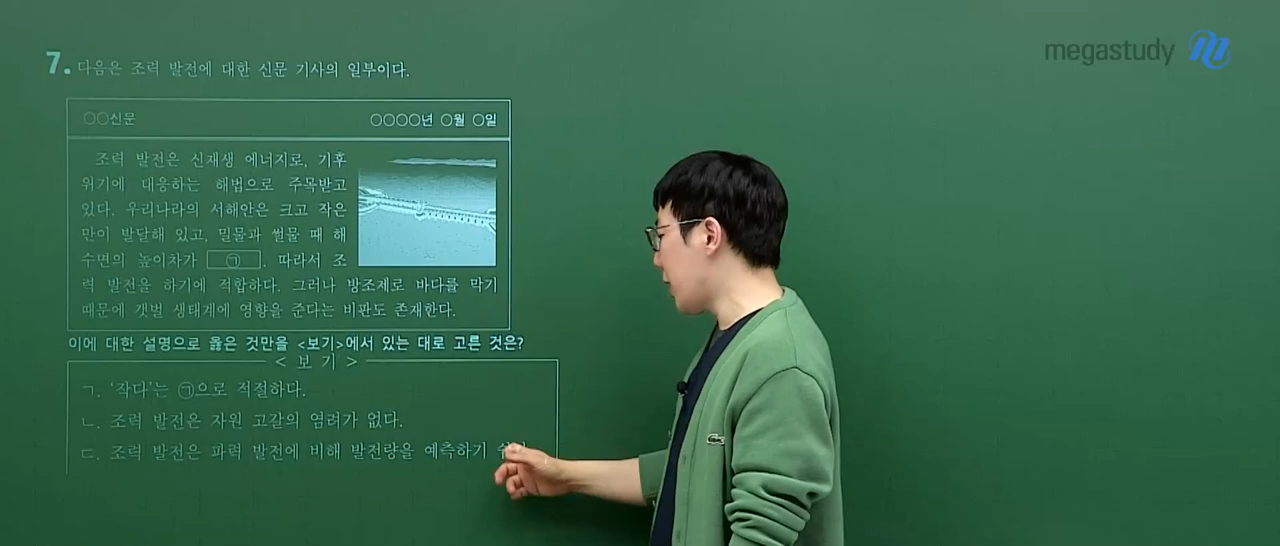 megastudy
7. 다음은 조력 발전에 대한 신문 기사의 일부이다.
○○신문 ○○○○년 ○월 ○일
조력 발전은 신재생 에너지로, 기후
위기에 대응하는 해법으로 주목받고
있다. 우리나라의 서해안은 크고 작은
만이 발달해 있고, 밀물과 썰물 때 해
수면의 높이차가 ㉠. 따라서 조
력 발전을 하기에 적합하다. 그러나 방조제로 바다를 막기
때문에 갯벌 생태계에 영향을 준다는 비판도 존재한다.
이에 대한 설명으로 옳은 것만을 <보기>에서 있는 대로 고른 것은?
<보기>
ㄱ. '작다'는 ㉠으로 적절하다.
ㄴ. 조력 발전은 자원 고갈의 염려가 없다.
ㄷ. 조력 발전은 파력 발전에 비해 발전량을 예측하기